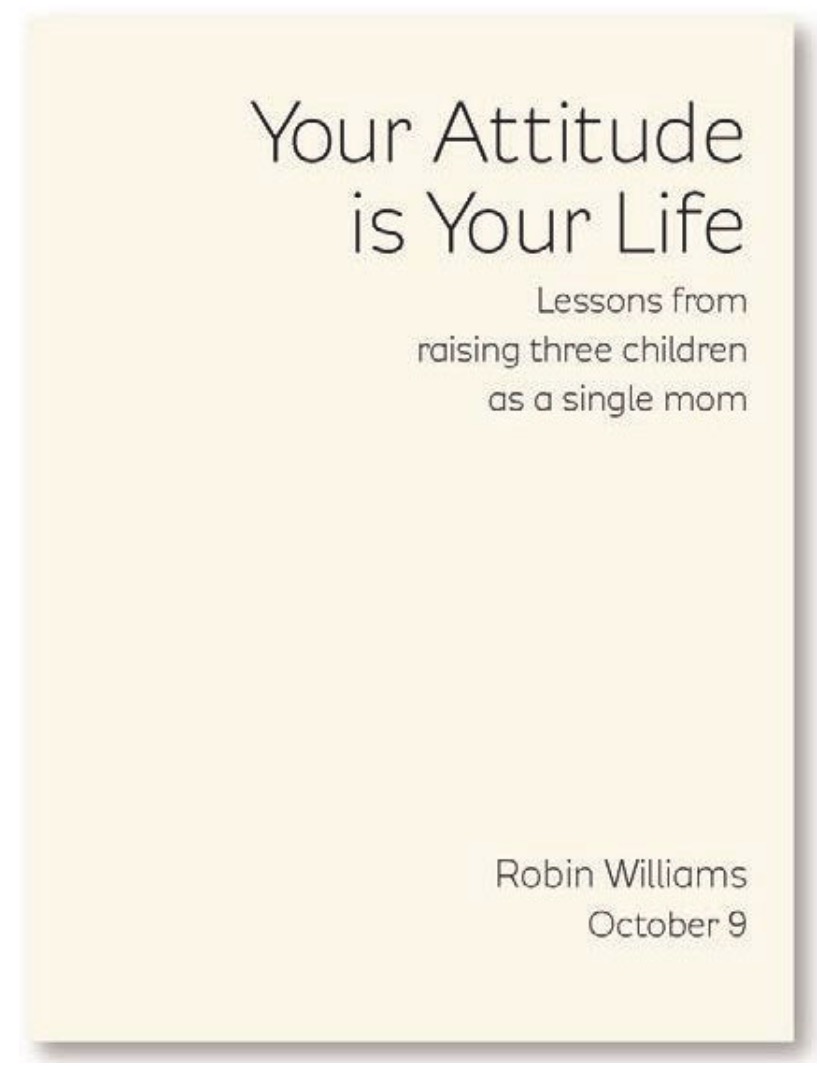 Your Attitude
is Your Life
Lessons from
raising three children
as a single mom
Robin Williams
October 9